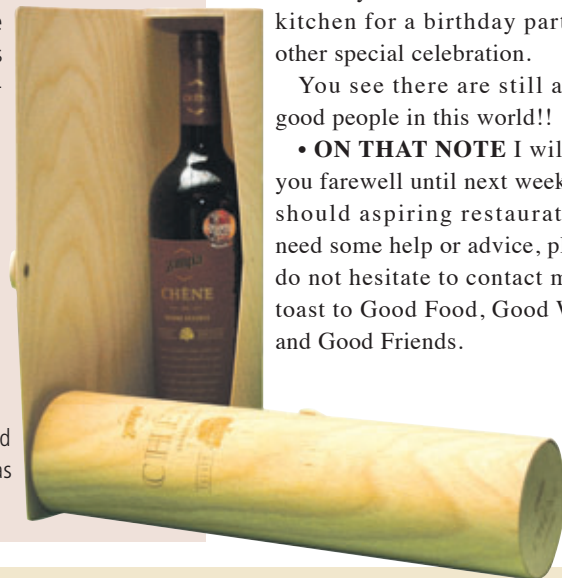 kitchen for a birthday part
other special celebration.
You see there are still a
good people in this world!!
• ON THAT NOTE I wil
you farewell until next week
should aspiring restaurat
need some help or advice, pl
do not hesitate to contact m
toast to Good Food, Good
and Good Friends.
e
s
d
as
CHÊNE
CHÊNE